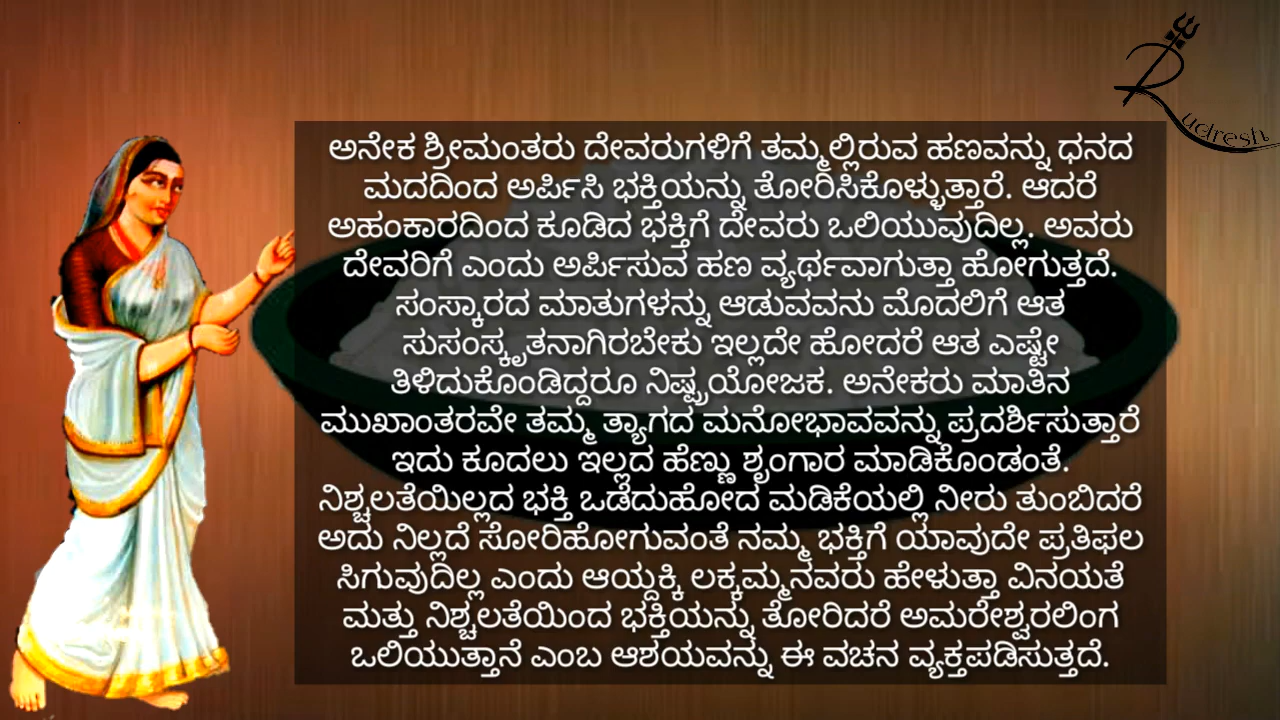 Rudresh
ಅನೇಕ ಶ್ರೀಮಂತರು ದೇವರುಗಳಿಗೆ ತಮ್ಮಲ್ಲಿರುವ ಹಣವನ್ನು ಧನದ
ಮದದಿಂದ ಅರ್ಪಿಸಿ ಭಕ್ತಿಯನ್ನು ತೋರಿಸಿಕೊಳ್ಳುತ್ತಾರೆ. ಆದರೆ
ಅಹಂಕಾರದಿಂದ ಕೂಡಿದ ಭಕ್ತಿಗೆ ದೇವರು ಒಲಿಯುವುದಿಲ್ಲ. ಅವರು
ದೇವರಿಗೆ ಎಂದು ಅರ್ಪಿಸುವ ಹಣ ವ್ಯರ್ಥವಾಗುತ್ತಾ ಹೋಗುತ್ತದೆ.
ಸಂಸ್ಕಾರದ ಮಾತುಗಳನ್ನು ಆಡುವವನು ಮೊದಲಿಗೆ ಆತ
ಸುಸಂಸ್ಕೃತನಾಗಿರಬೇಕು ಇಲ್ಲದೇ ಹೋದರೆ ಆತ ಎಷ್ಟೇ
ತಿಳಿದುಕೊಂಡಿದ್ದರೂ ನಿಷ್ಪ್ರಯೋಜಕ. ಅನೇಕರು ಮಾತಿನ
ಮುಖಾಂತರವೇ ತಮ್ಮ ತ್ಯಾಗದ ಮನೋಭಾವವನ್ನು ಪ್ರದರ್ಶಿಸುತ್ತಾರೆ
ಇದು ಕೂದಲು ಇಲ್ಲದ ಹೆಣ್ಣು ಶೃಂಗಾರ ಮಾಡಿಕೊಂಡಂತೆ.
ನಿಶ್ಚಲತೆಯಿಲ್ಲದ ಭಕ್ತಿ ಒಡೆದುಹೋದ ಮಡಿಕೆಯಲ್ಲಿ ನೀರು ತುಂಬಿದರೆ
ಅದು ನಿಲ್ಲದೆ ಸೋರಿಹೋಗುವಂತೆ ನಮ್ಮ ಭಕ್ತಿಗೆ ಯಾವುದೇ ಪ್ರತಿಫಲ
ಸಿಗುವುದಿಲ್ಲ ಎಂದು ಆಯ್ದಕ್ಕಿ ಲಕ್ಕಮ್ಮನವರು ಹೇಳುತ್ತಾ ವಿನಯತೆ
ಮತ್ತು ನಿಶ್ಚಲತೆಯಿಂದ ಭಕ್ತಿಯನ್ನು ತೋರಿದರೆ ಅಮರೇಶ್ವರಲಿಂಗ
ಒಲಿಯುತ್ತಾನೆ ಎಂಬ ಆಶಯವನ್ನು ಈ ವಚನ ವ್ಯಕ್ತಪಡಿಸುತ್ತದೆ.